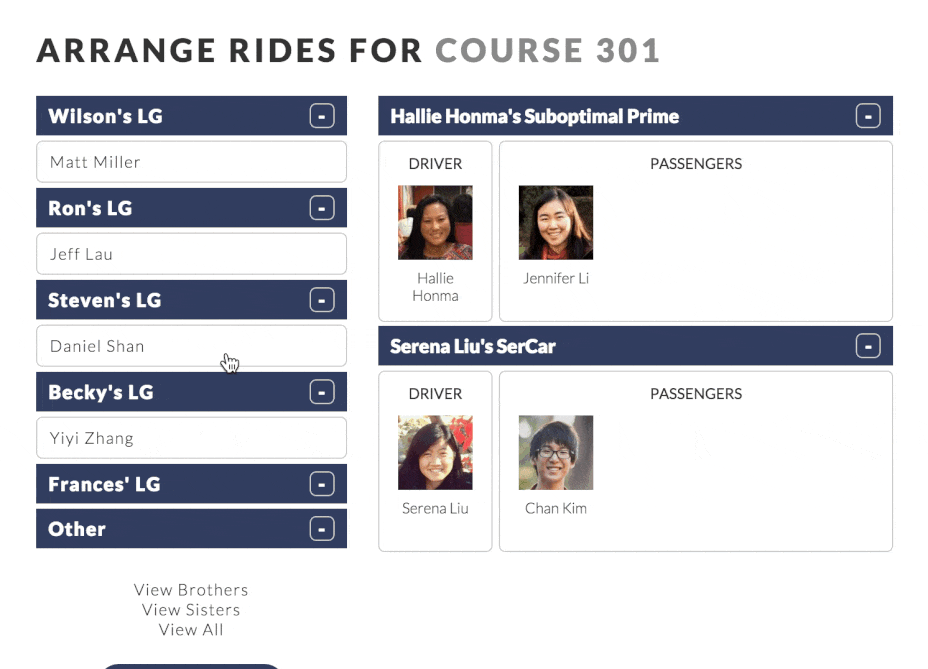 ARRANGE RIDES FOR COURSE 301
Wilson's LG -
Matt Miller
Ron's LG -
Jeff Lau
Steven's LG -
Daniel Shan
Becky's LG -
Yiyi Zhang
Frances' LG -
Other -
View Brothers
View Sisters
View All
Hallie Honma's Suboptimal Prime -
DRIVER
Hallie
Honma
PASSENGERS
Jennifer Li
Serena Liu's SerCar -
DRIVER
Serena Liu
PASSENGERS
Chan Kim